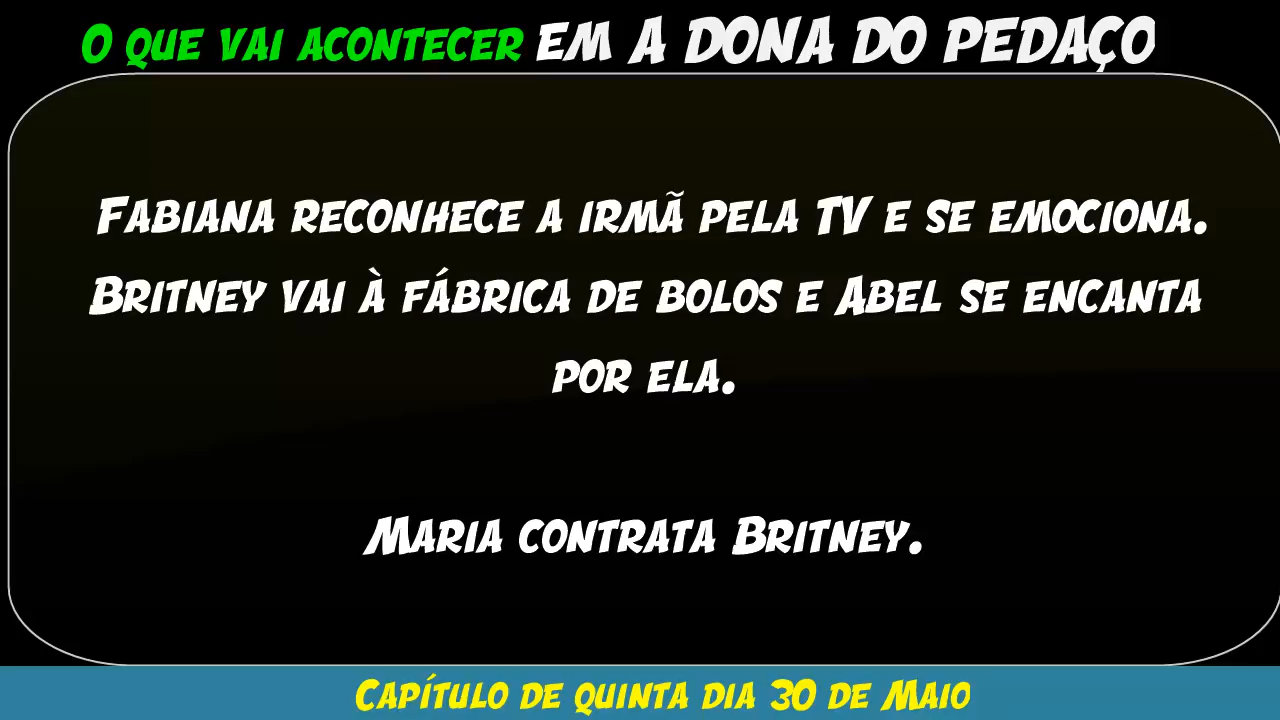 O que vai acontecer EM A DONA DO PEDAÇO
Fabiana reconhece a irmã pela TV e se emociona.
Britney vai à fábrica de bolos e Abel se encanta
por ela.
Maria contrata Britney.
Capítulo de quinta dia 30 de Maio